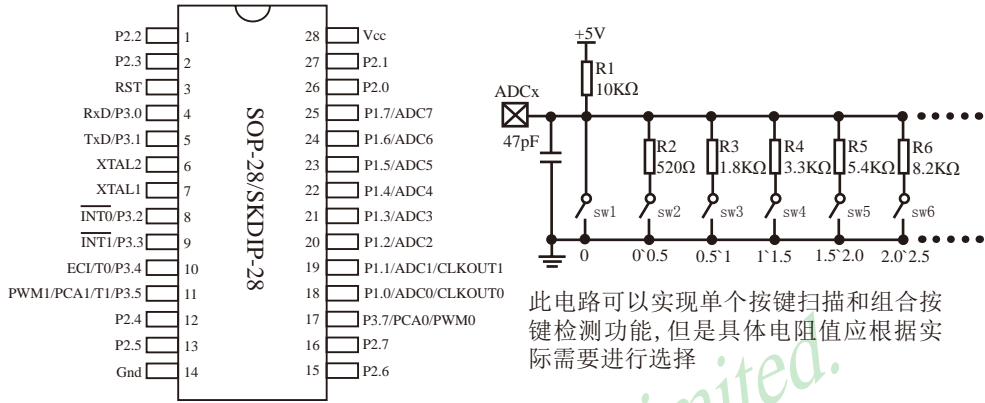 P2.2 1 28 Vcc
P2.3 2 27 P2.1
RST 3 26 P2.0
RxD/P3.0 4 25 P1.7/ADC7
TxD/P3.1 5 24 P1.6/ADC6
XTAL2 6 23 P1.5/ADC5
XTAL1 7 22 P1.4/ADC4
INT0/P3.2 8 21 P1.3/ADC3
INT1/P3.3 9 20 P1.2/ADC2
ECI/T0/P3.4 10 19 P1.1/ADC1/CLKOUT1
PWM1/PCA1/T1/P3.5 11 18 P1.0/ADC0/CLKOUT0
P2.4 12 17 P3.7/PCA0/PWM0
P2.5 13 16 P2.7
Gnd 14 15 P2.6
SOP-28/SKDIP-28
+5V
R1
10KΩ
ADCx
47pF
R2 R3 R4 R5 R6
520Ω 1.8KΩ 3.3KΩ 5.4KΩ 8.2KΩ
sw1 sw2 sw3 sw4 sw5 sw6
0 0`0.5 0.5`1 1`1.5 1.5`2.0 2.0`2.5
此电路可以实现单个按键扫描和组合按
键检测功能,但是具体电阻值应根据实
际需要进行选择
mited.